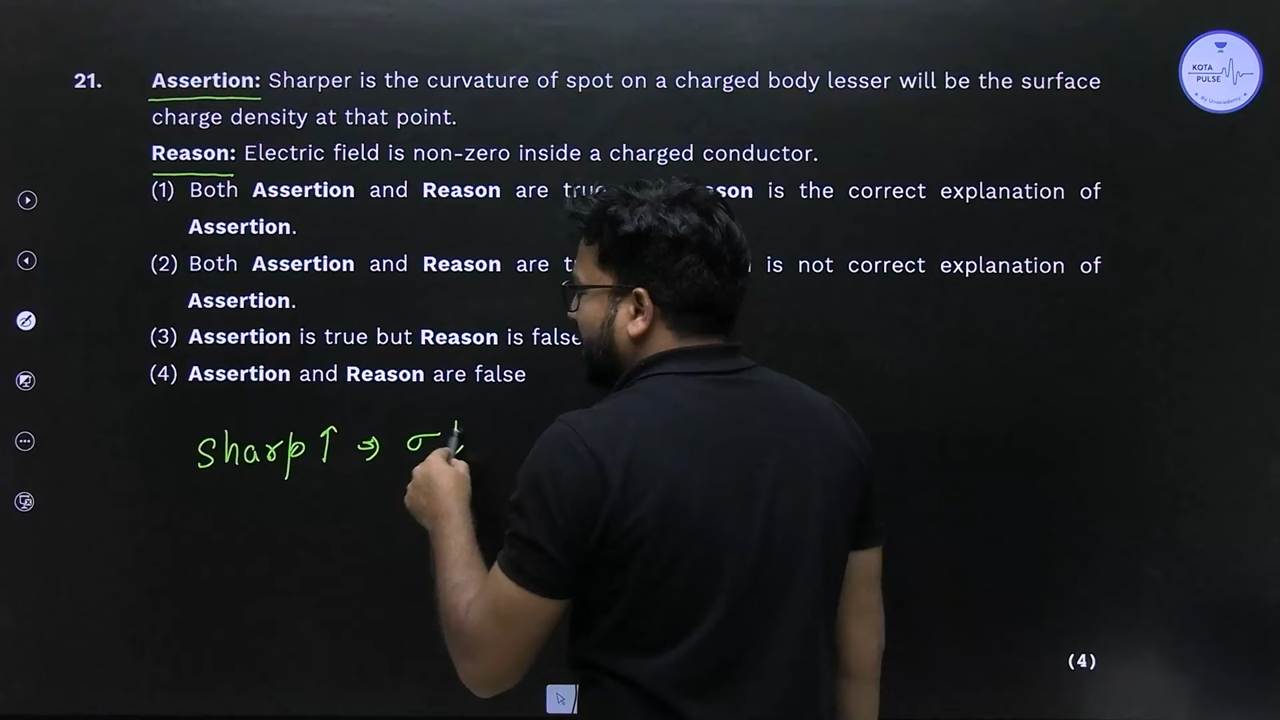 21. Assertion: Sharper is the curvature of spot on a charged body lesser will be the surface
charge density at that point.
Reason: Electric field is non-zero inside a charged conductor.
(1) Both Assertion and Reason are true is the correct explanation of
Assertion.
(2) Both Assertion and Reason are is not correct explanation of
Assertion.
(3) Assertion is true but Reason is false
(4) Assertion and Reason are false
Sharp ↑ ⇒ σ
(4)
KOTA
PULSE
By Unacademy